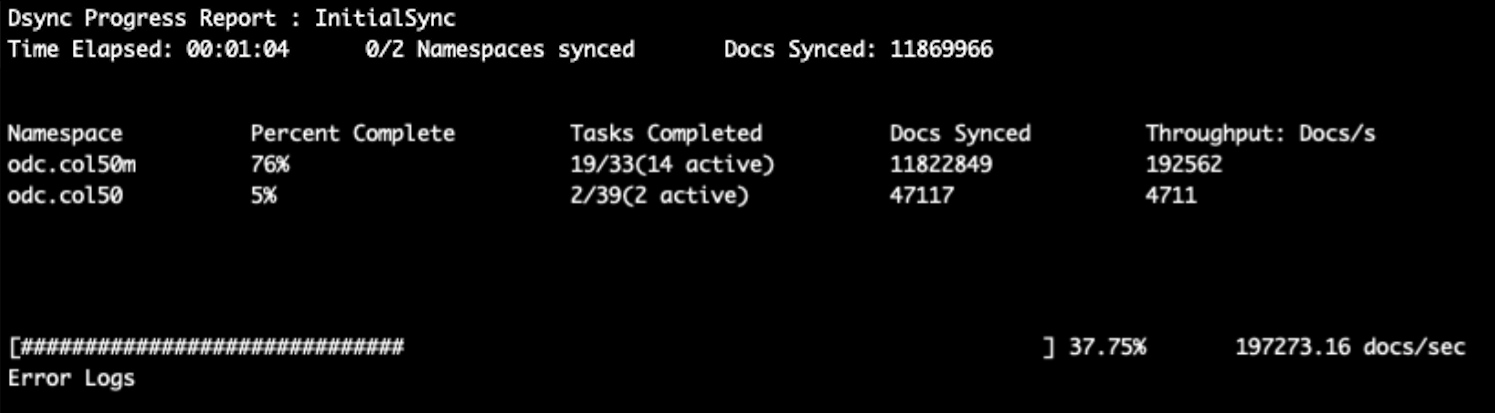 Dsync Progress Report : InitialSync
Time Elapsed: 00:01:04 0/2 Namespaces synced Docs Synced: 11869966
Namespace Percent Complete Tasks Completed Docs Synced Throughput: Docs/s
odc.col50m 76% 19/33(14 active) 11822849 192562
odc.col50 5% 2/39(2 active) 47117 4711
[############################## ] 37.75% 197273.16 docs/sec
Error Logs